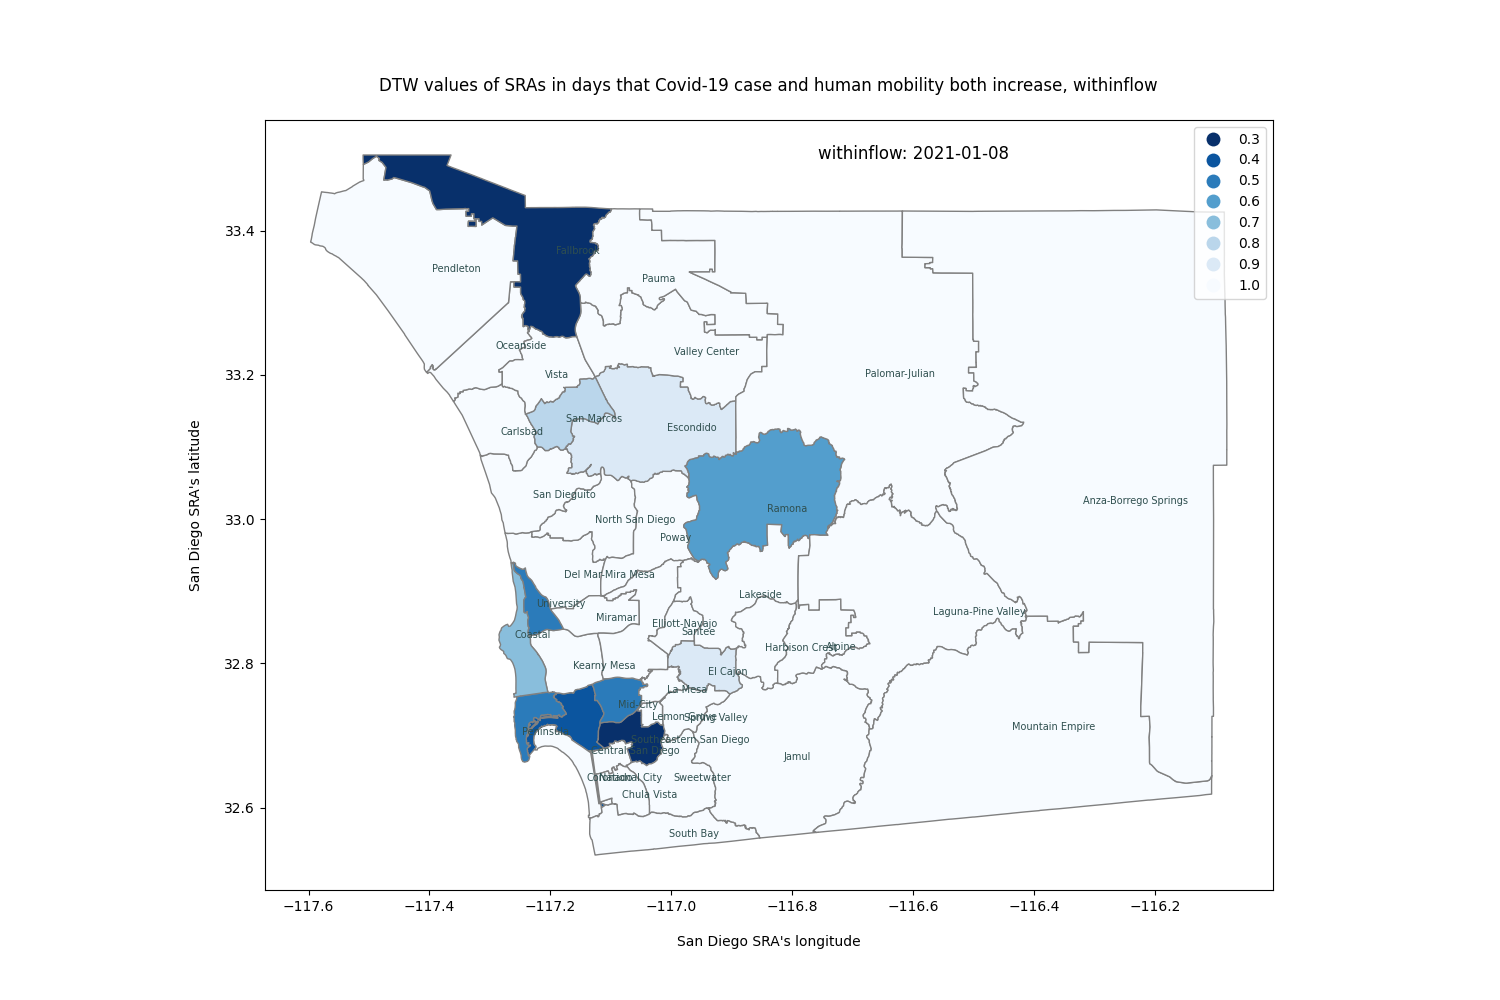 DTW values of SRAs in days that Covid-19 case and human mobility both increase, withinflow
withinflow: 2021-01-08
0.3
0.4
0.5
0.6
0.7
0.8
0.9
1.0
33.4
33.2
33.0
32.8
32.6
San Diego SRA's latitude
Fallbrook
Pendleton
Pauma
Oceanside
Valley Center
Vista
Palomar-Julian
San Marcos
Escondido
Carlsbad
San Dieguito
Anza-Borrego Springs
Ramona
North San Diego
Poway
Del Mar-Mira Mesa
Lakeside
University
Laguna-Pine Valley
Miramar
Elliott-Navajo
Santee
Coastal
Harbison Crest
Alpine
Kearny Mesa
El Cajon
La Mesa
Mid-City
Lemon Grove
Spring Valley
Mountain Empire
Peninsula
Southeastern San Diego
Central San Diego
Jamul
Coronado
National City
Sweetwater
Chula Vista
South Bay
−117.6
−117.4
−117.2
−117.0
−116.8
−116.6
−116.4
−116.2
San Diego SRA's longitude